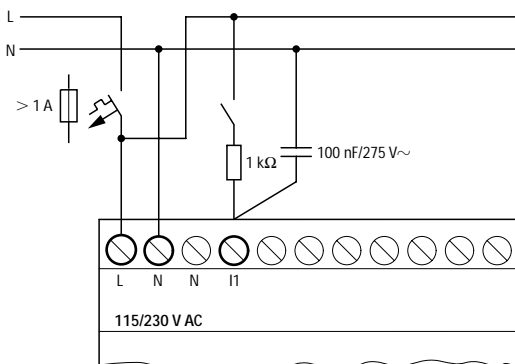 L
N
> 1 A
1 kΩ
100 nF/275 V~
L N N I1
115/230 V AC